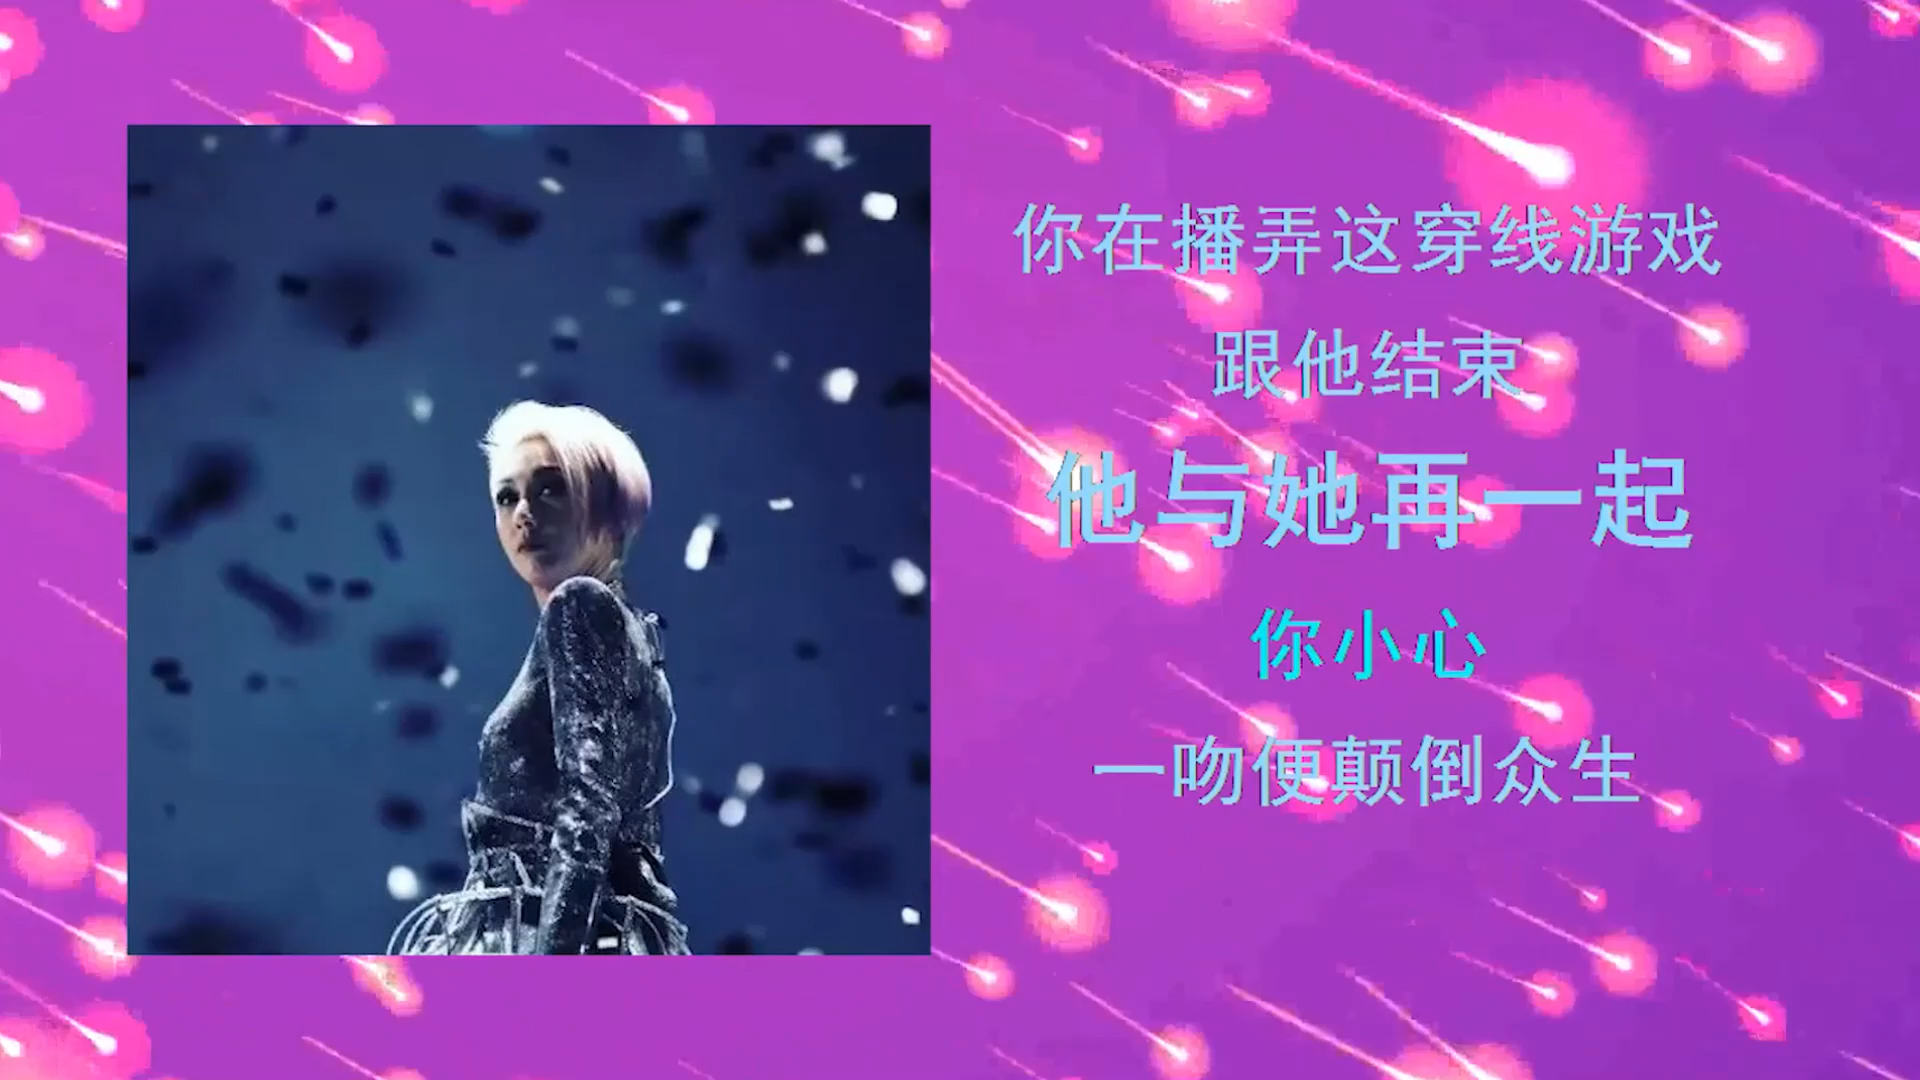 你在播弄这穿线游戏
跟他结束
他与她再一起
你小心
一吻便颠倒众生